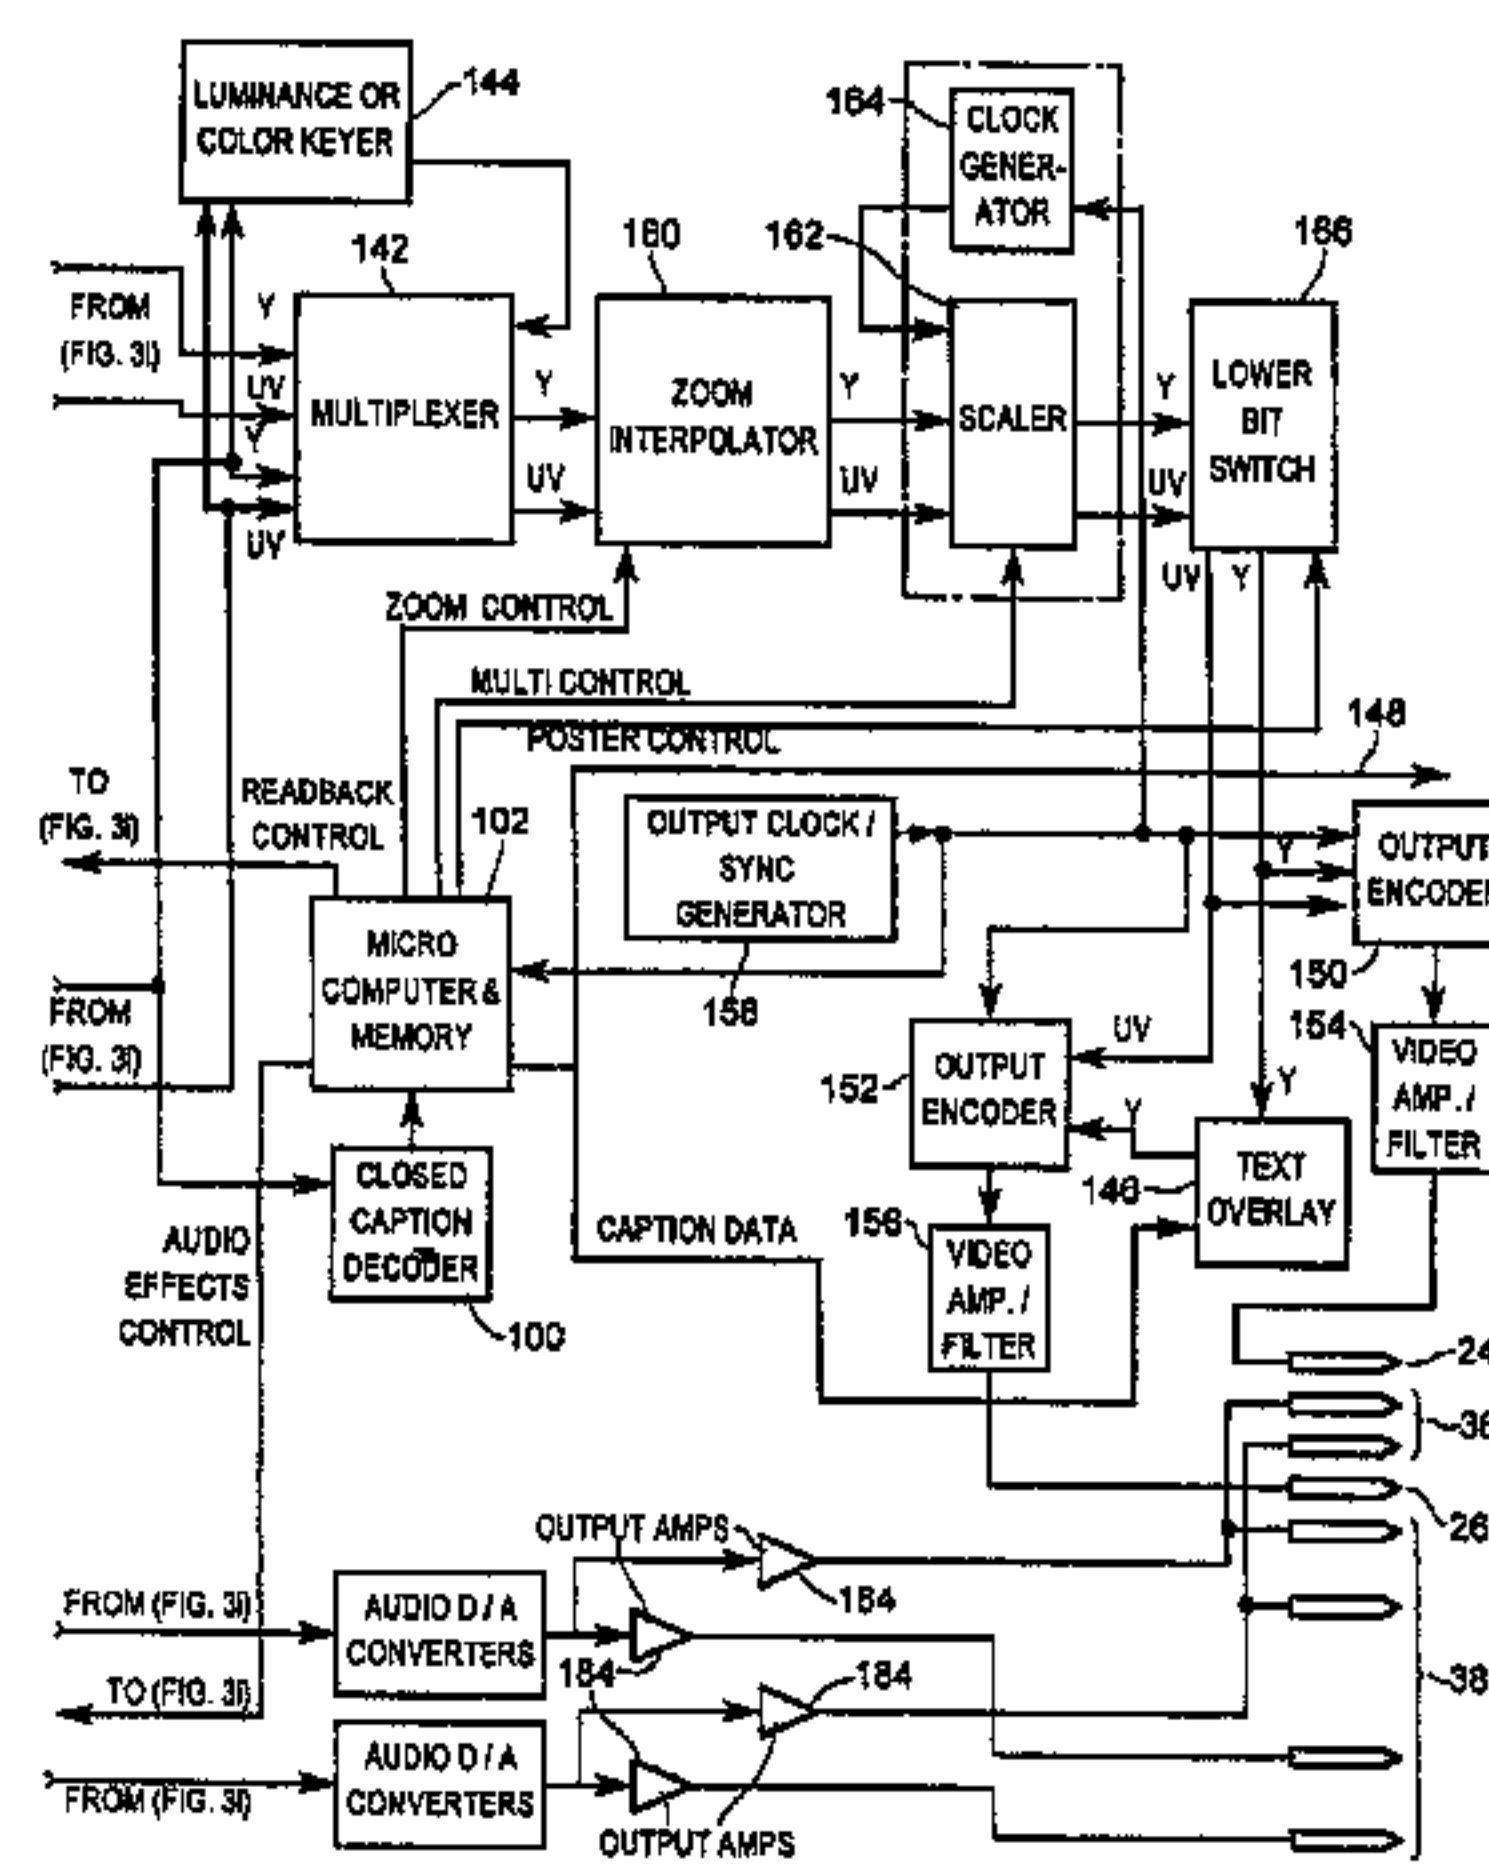 LUMINANCE OR
COLOR KEYER
144
164
CLOCK
GENER-
ATOR
142
160
162
166
FROM
(FIG. 3I)
Y
UV
Y
UV
MULTIPLEXER
Y
UV
ZOOM
INTERPOLATOR
Y
UV
SCALER
Y
UV
LOWER
BIT
SWITCH
UV
Y
ZOOM CONTROL
MULTI CONTROL
POSTER CONTROL
148
TO
(FIG. 3I)
READBACK
CONTROL
102
OUTPUT CLOCK /
SYNC
GENERATOR
158
Y
OUTPUT
ENCODER
150
MICRO
COMPUTER &
MEMORY
FROM
(FIG. 3I)
152
OUTPUT
ENCODER
UV
Y
Y
154
VIDEO
AMP. /
FILTER
146
TEXT
OVERLAY
CLOSED
CAPTION
DECODER
100
AUDIO
EFFECTS
CONTROL
CAPTION DATA
156
VIDEO
AMP. /
FILTER
24
36
26
38
OUTPUT AMPS
184
FROM (FIG. 3I)
AUDIO D / A
CONVERTERS
184
184
TO (FIG. 3I)
FROM (FIG. 3I)
AUDIO D / A
CONVERTERS
OUTPUT AMPS